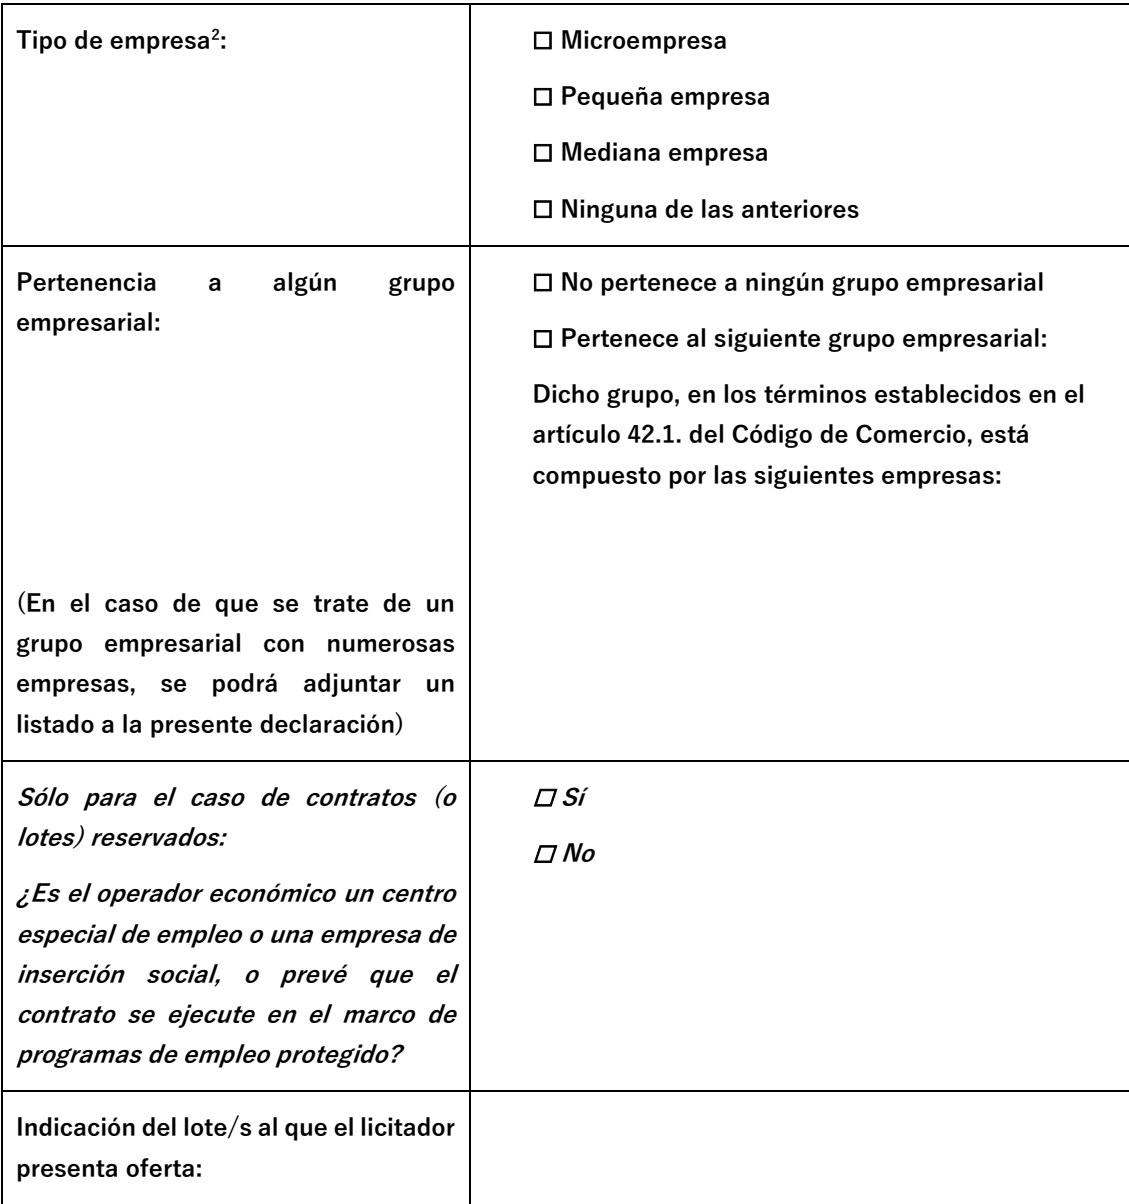 Tipo de empresa²:
☐ Microempresa
☐ Pequeña empresa
☐ Mediana empresa
☐ Ninguna de las anteriores
Pertenencia a algún grupo
empresarial:
(En el caso de que se trate de un
grupo empresarial con numerosas
empresas, se podrá adjuntar un
listado a la presente declaración)
☐ No pertenece a ningún grupo empresarial
☐ Pertenece al siguiente grupo empresarial:
Dicho grupo, en los términos establecidos en el
artículo 42.1. del Código de Comercio, está
compuesto por las siguientes empresas:
Sólo para el caso de contratos (o
lotes) reservados:
¿Es el operador económico un centro
especial de empleo o una empresa de
inserción social, o prevé que el
contrato se ejecute en el marco de
programas de empleo protegido?
☐ Sí
☐ No
Indicación del lote/s al que el licitador
presenta oferta: